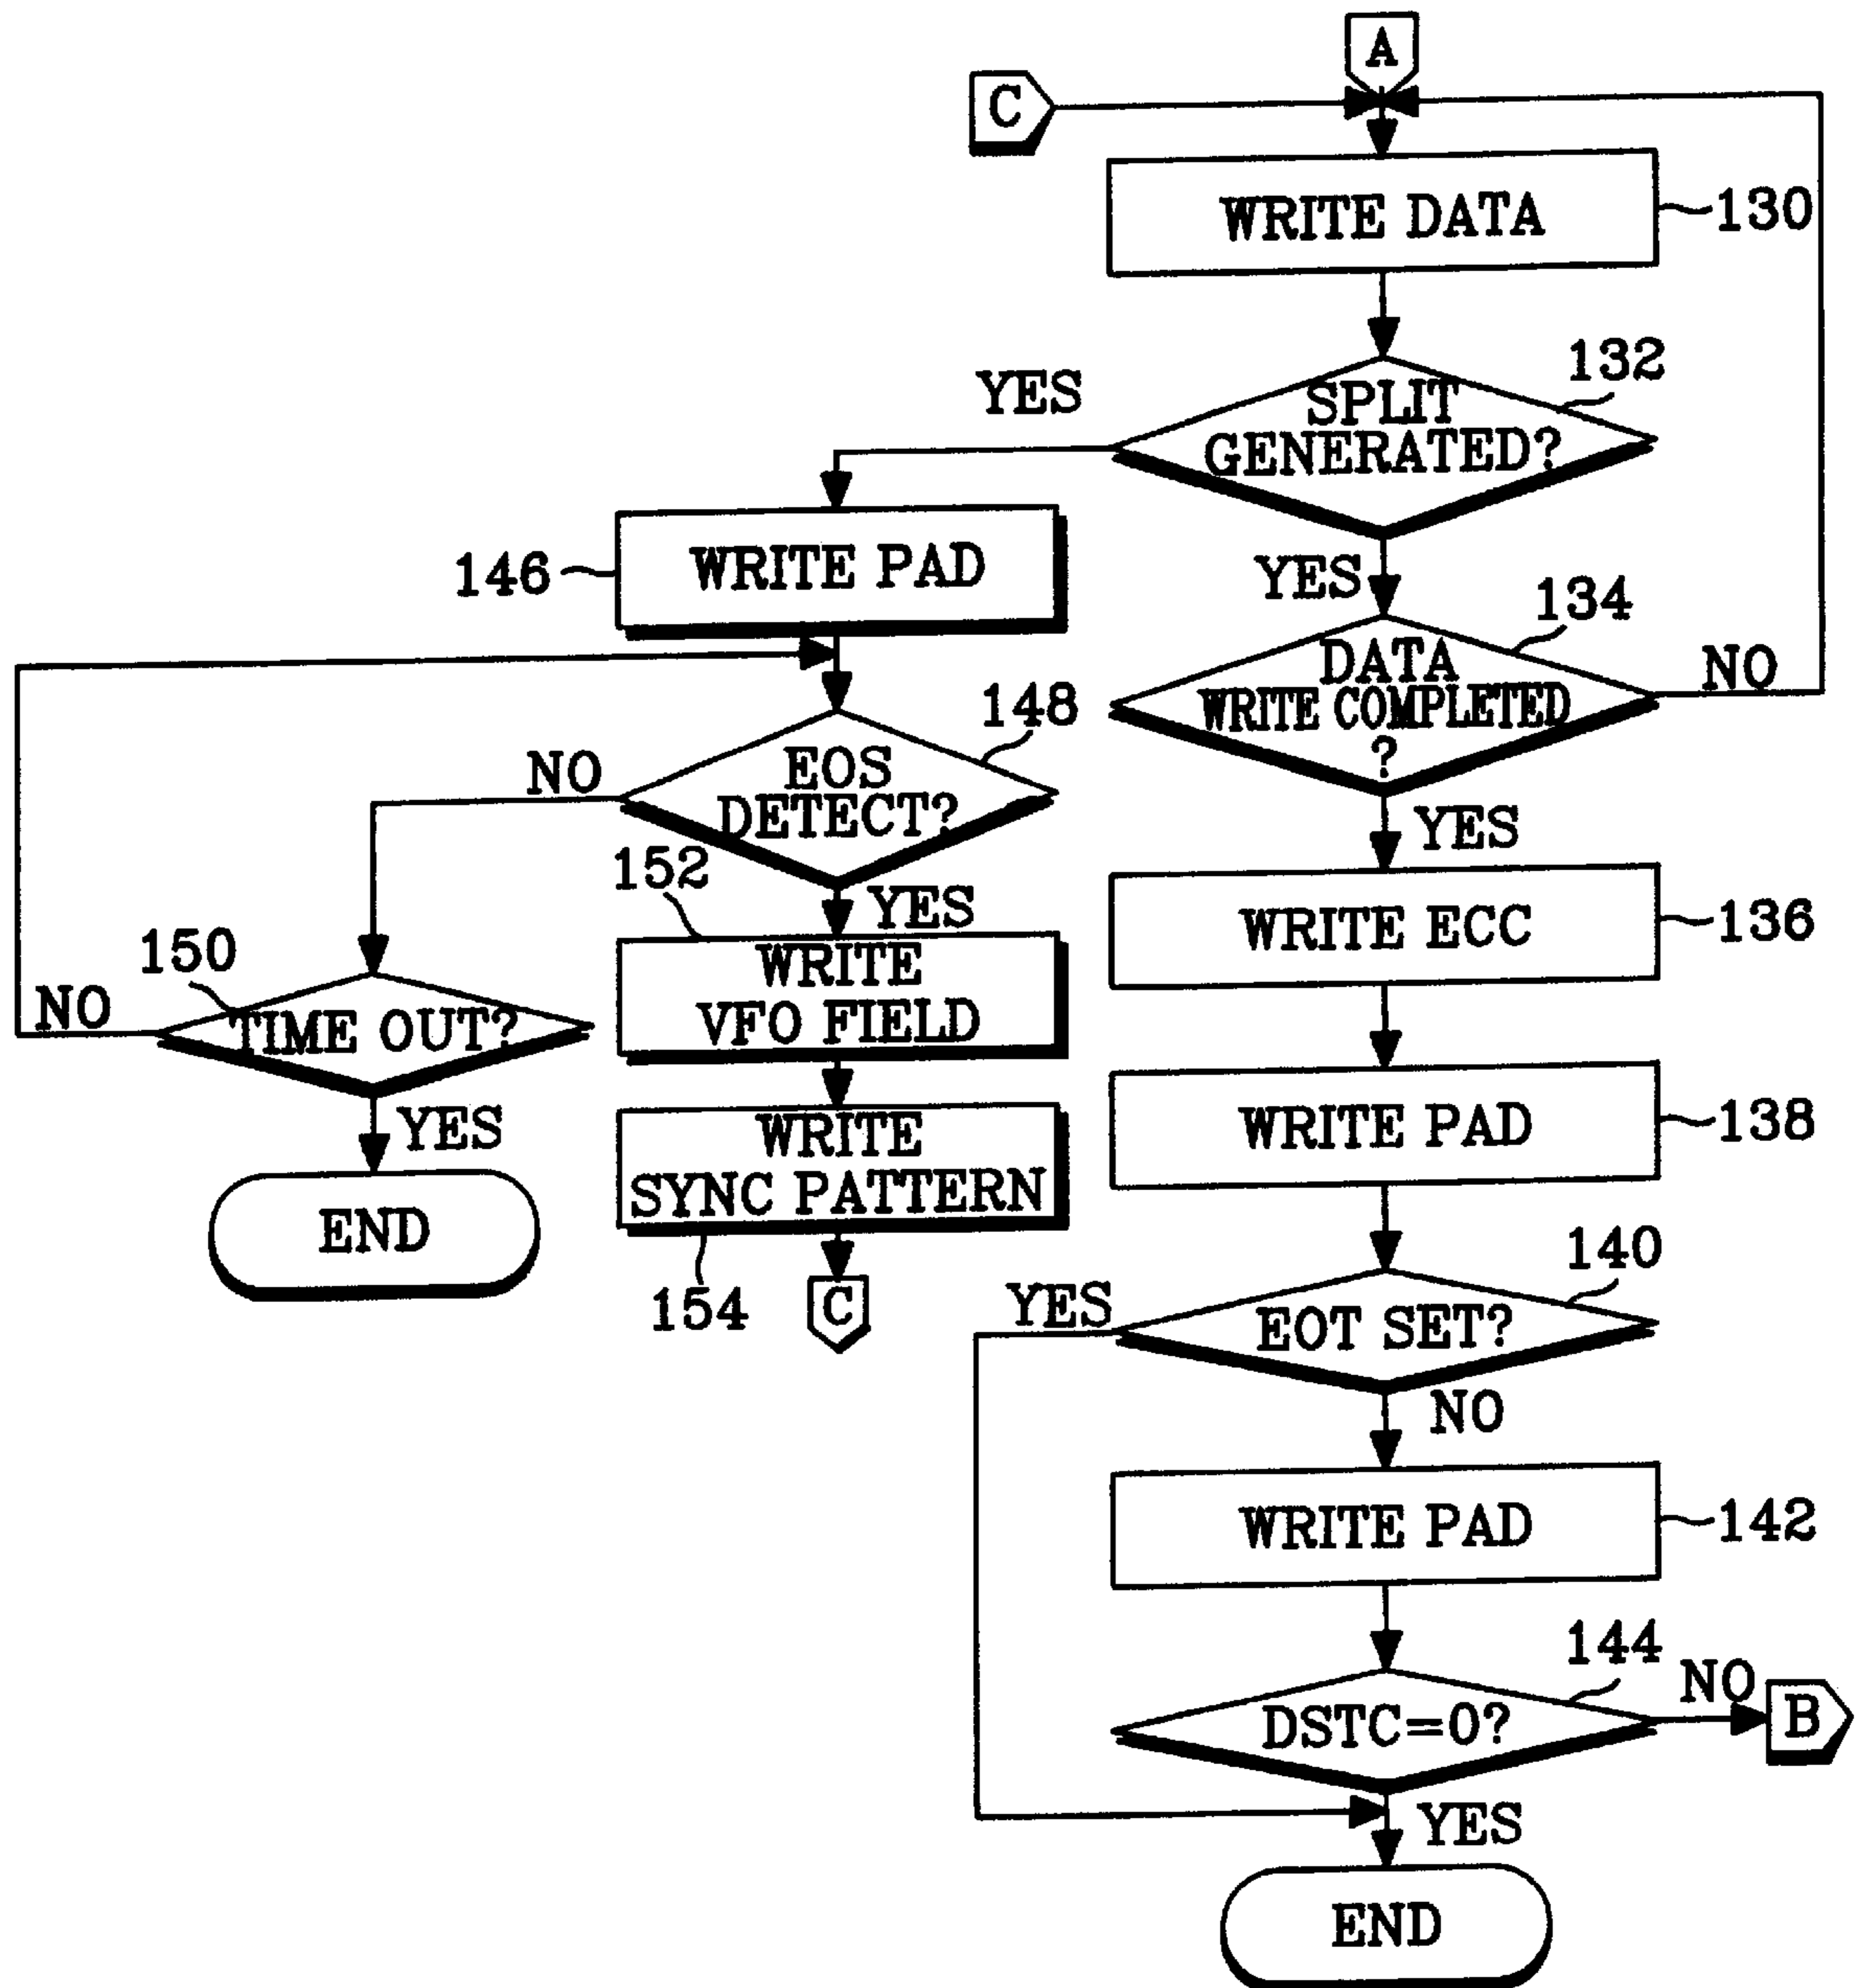 A
C
WRITE DATA
130
132
YES
SPLIT
GENERATED?
146
WRITE PAD
YES
134
DATA
WRITE COMPLETED
?
NO
148
NO
EOS
DETECT?
YES
152
YES
WRITE ECC
136
150
WRITE
VFO FIELD
NO
TIME OUT?
YES
WRITE PAD
138
WRITE
SYNC PATTERN
END
154
C
140
YES
EOT SET?
NO
WRITE PAD
142
144
NO
DSTC=0?
B
YES
END